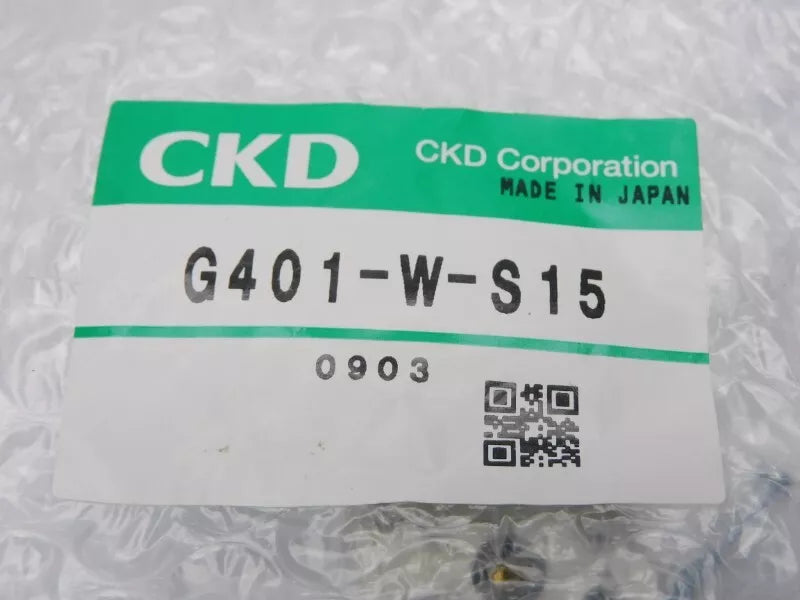 CKD
CKD Corporation
MADE IN JAPAN
G401-W-S15
0903